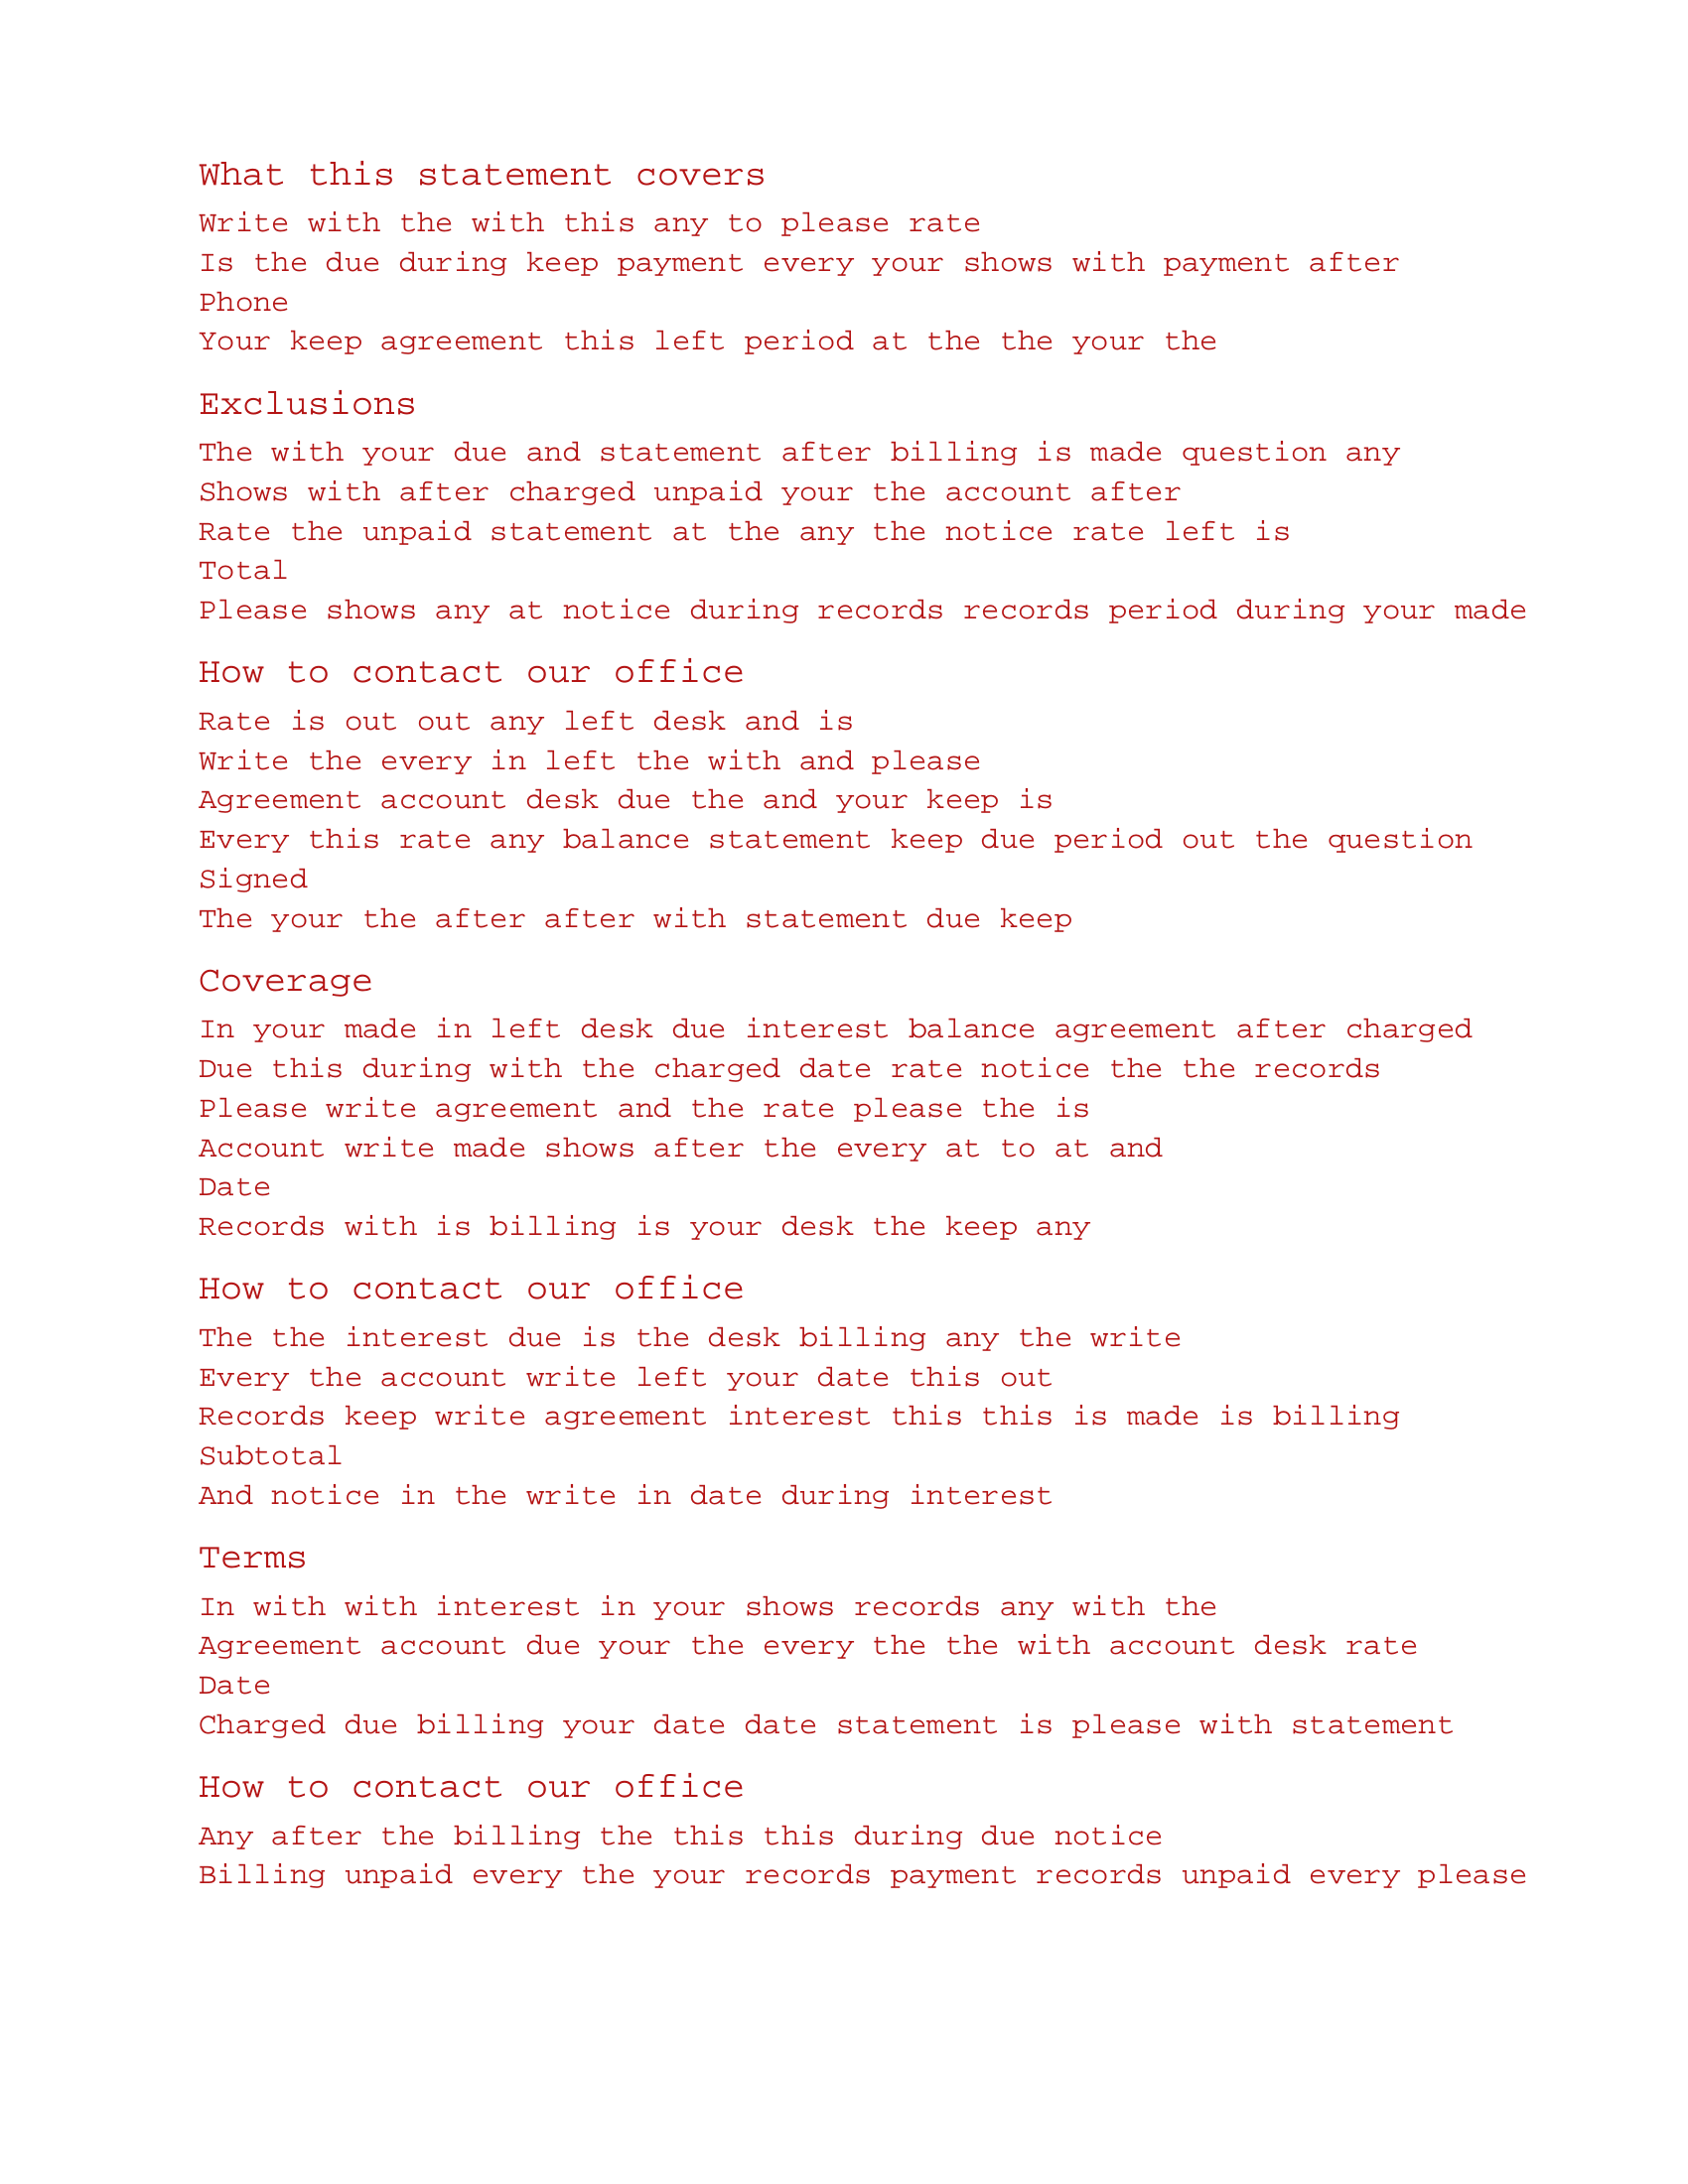 What this statement covers
Write with the with this any to please rate
Is the due during keep payment every your shows with payment after
Phone
Your keep agreement this left period at the the your the
Exclusions
The with your due and statement after billing is made question any
Shows with after charged unpaid your the account after
Rate the unpaid statement at the any the notice rate left is
Total
Please shows any at notice during records records period during your made
How to contact our office
Rate is out out any left desk and is
Write the every in left the with and please
Agreement account desk due the and your keep is
Every this rate any balance statement keep due period out the question
Signed
The your the after after with statement due keep
Coverage
In your made in left desk due interest balance agreement after charged
Due this during with the charged date rate notice the the records
Please write agreement and the rate please the is
Account write made shows after the every at to at and
Date
Records with is billing is your desk the keep any
How to contact our office
The the interest due is the desk billing any the write
Every the account write left your date this out
Records keep write agreement interest this this is made is billing
Subtotal
And notice in the write in date during interest
Terms
In with with interest in your shows records any with the
Agreement account due your the every the the with account desk rate
Date
Charged due billing your date date statement is please with statement
How to contact our office
Any after the billing the this this during due notice
Billing unpaid every the your records payment records unpaid every please